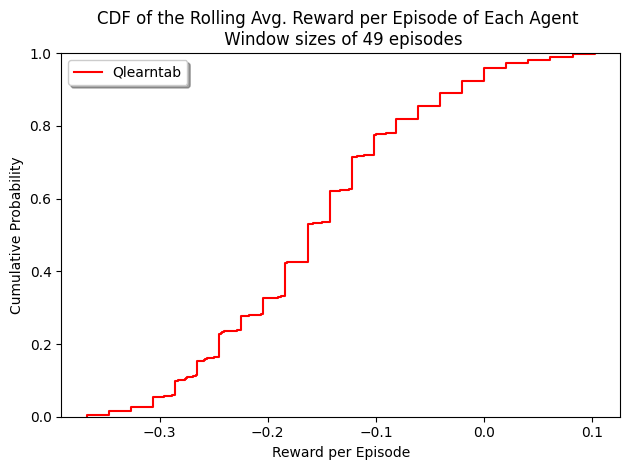 CDF of the Rolling Avg. Reward per Episode of Each Agent
Window sizes of 49 episodes
Qlearntab
1.0
0.8
0.6
0.4
0.2
0.0
Cumulative Probability
−0.3
−0.2
−0.1
0.0
0.1
Reward per Episode